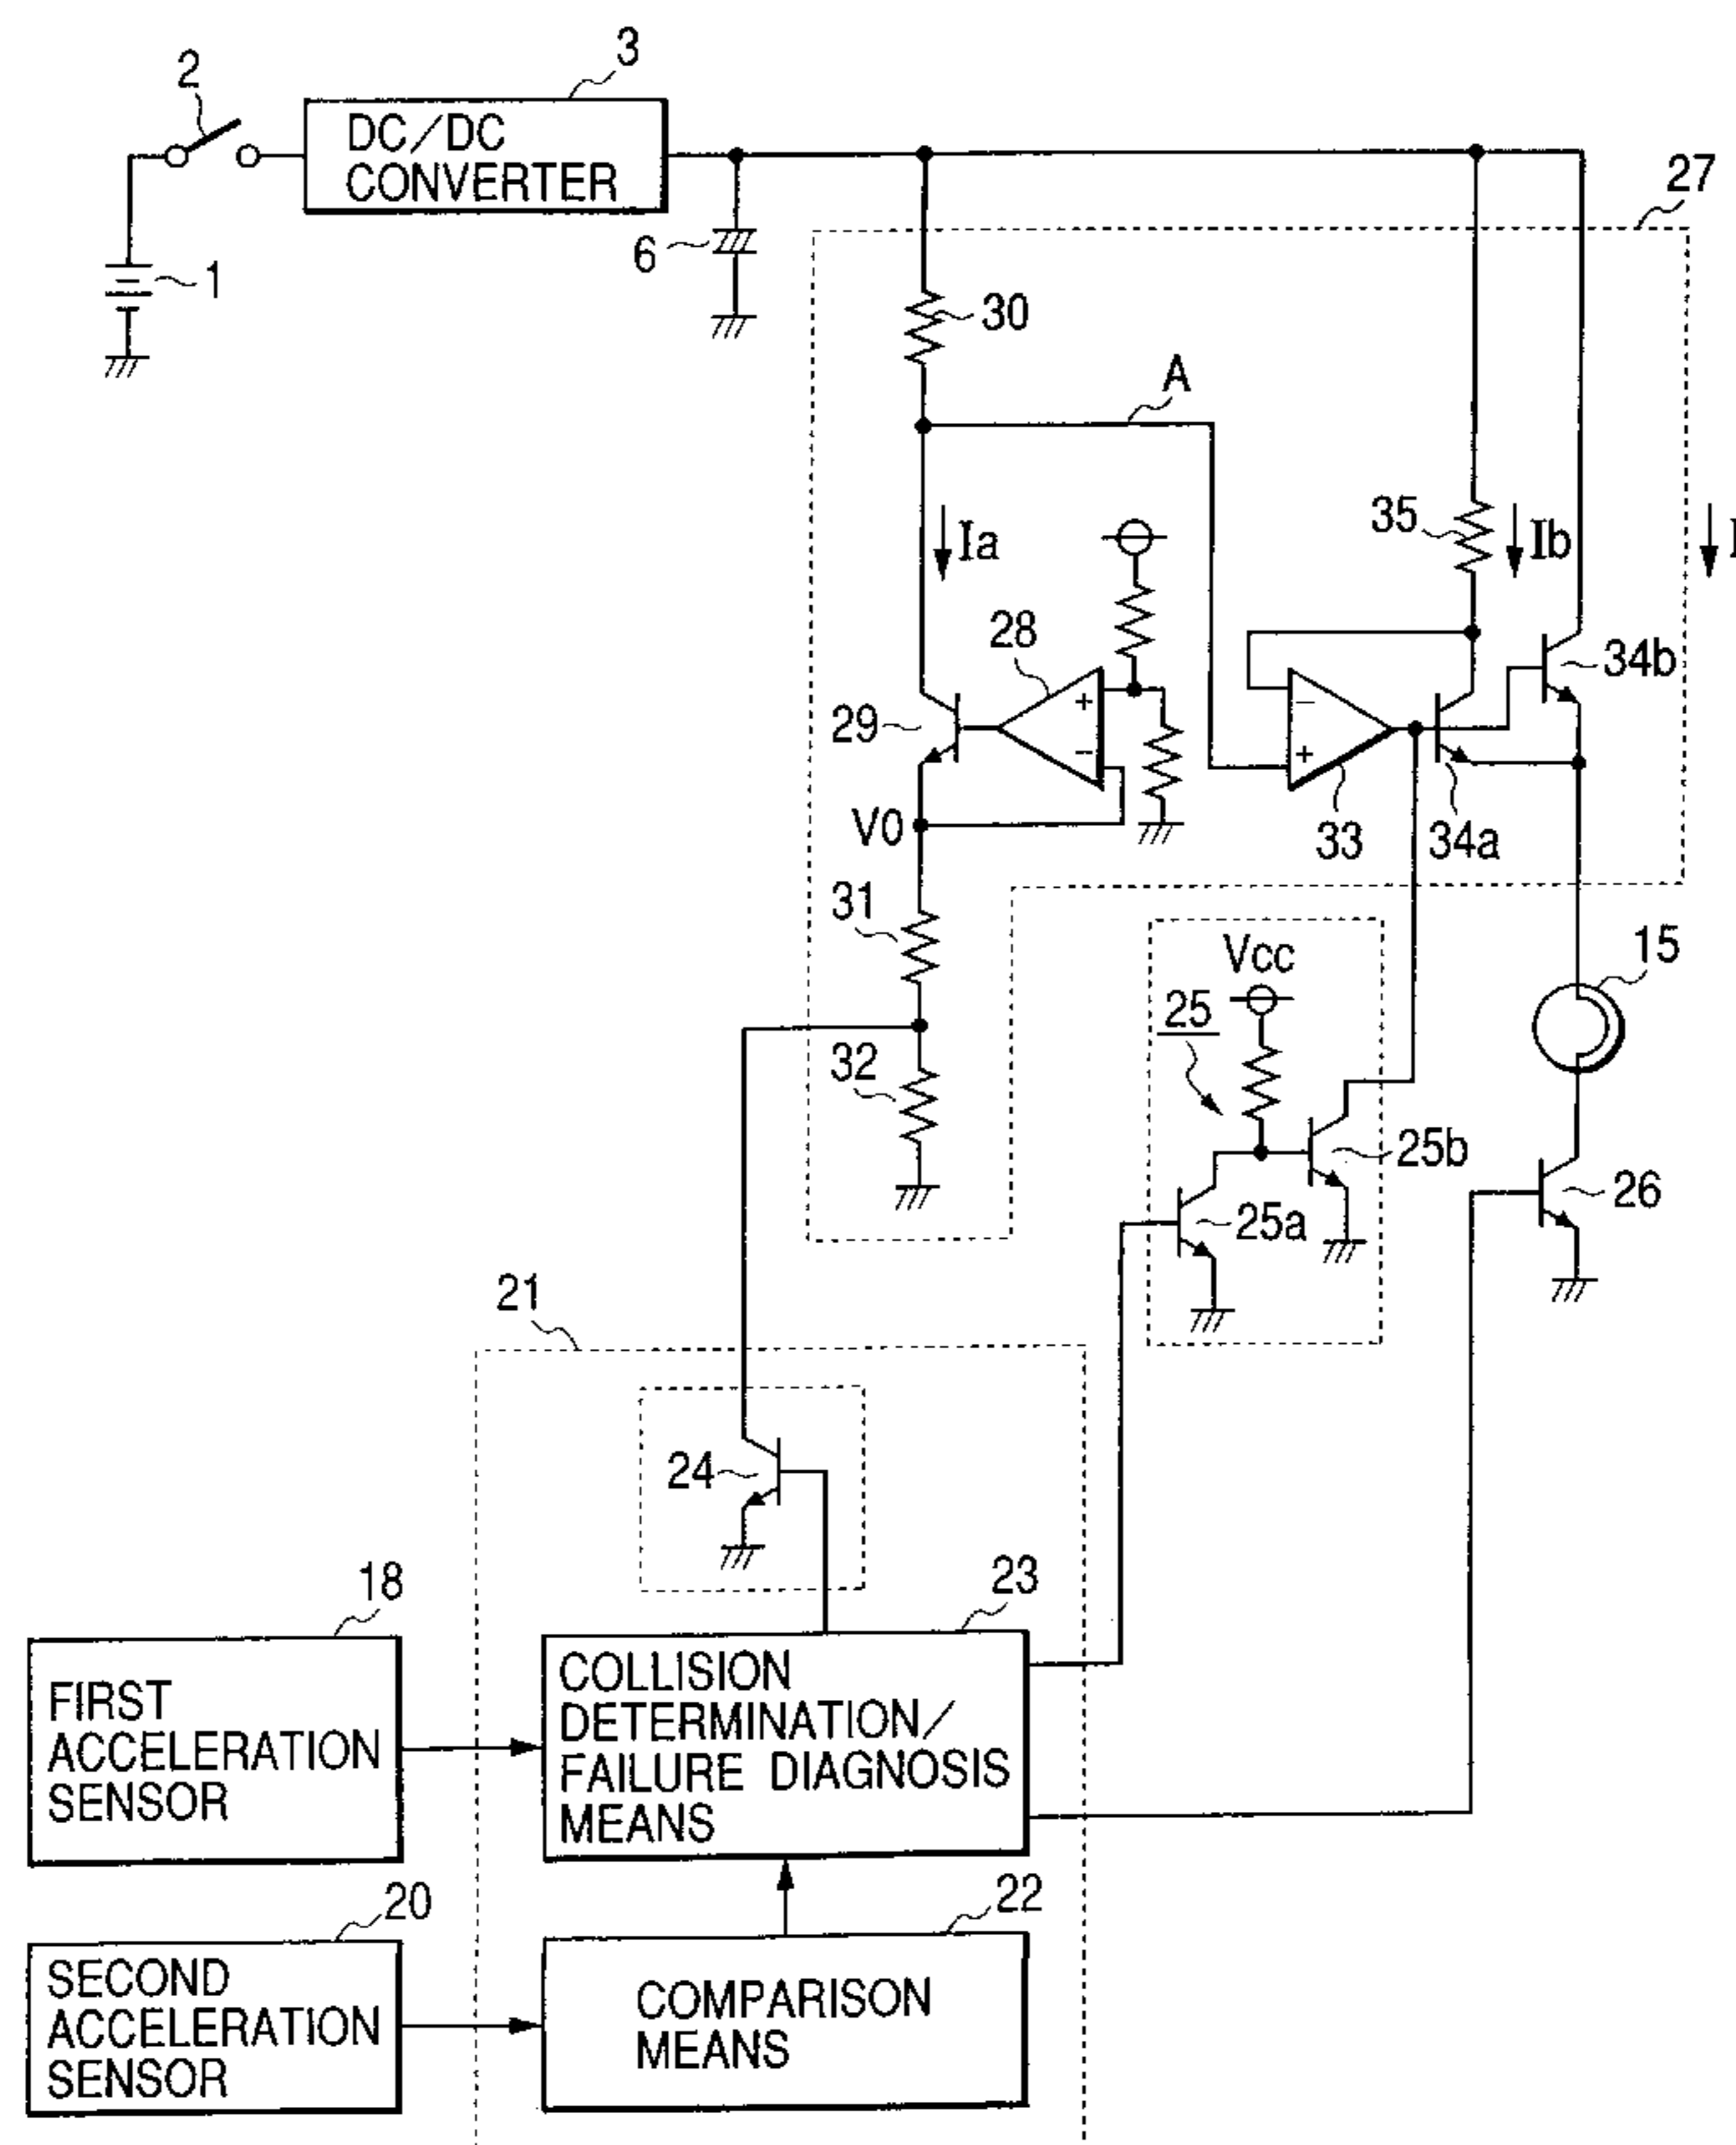 2
3
DC/DC
CONVERTER
27
6
1
30
A
35
Ia
Ib
I
28
34b
29
+
−
−
+
V0
33
34a
31
15
Vcc
25
32
25b
26
25a
21
24
18
23
FIRST
ACCELERATION
SENSOR
COLLISION
DETERMINATION/
FAILURE DIAGNOSIS
MEANS
20
22
SECOND
ACCELERATION
SENSOR
COMPARISON
MEANS